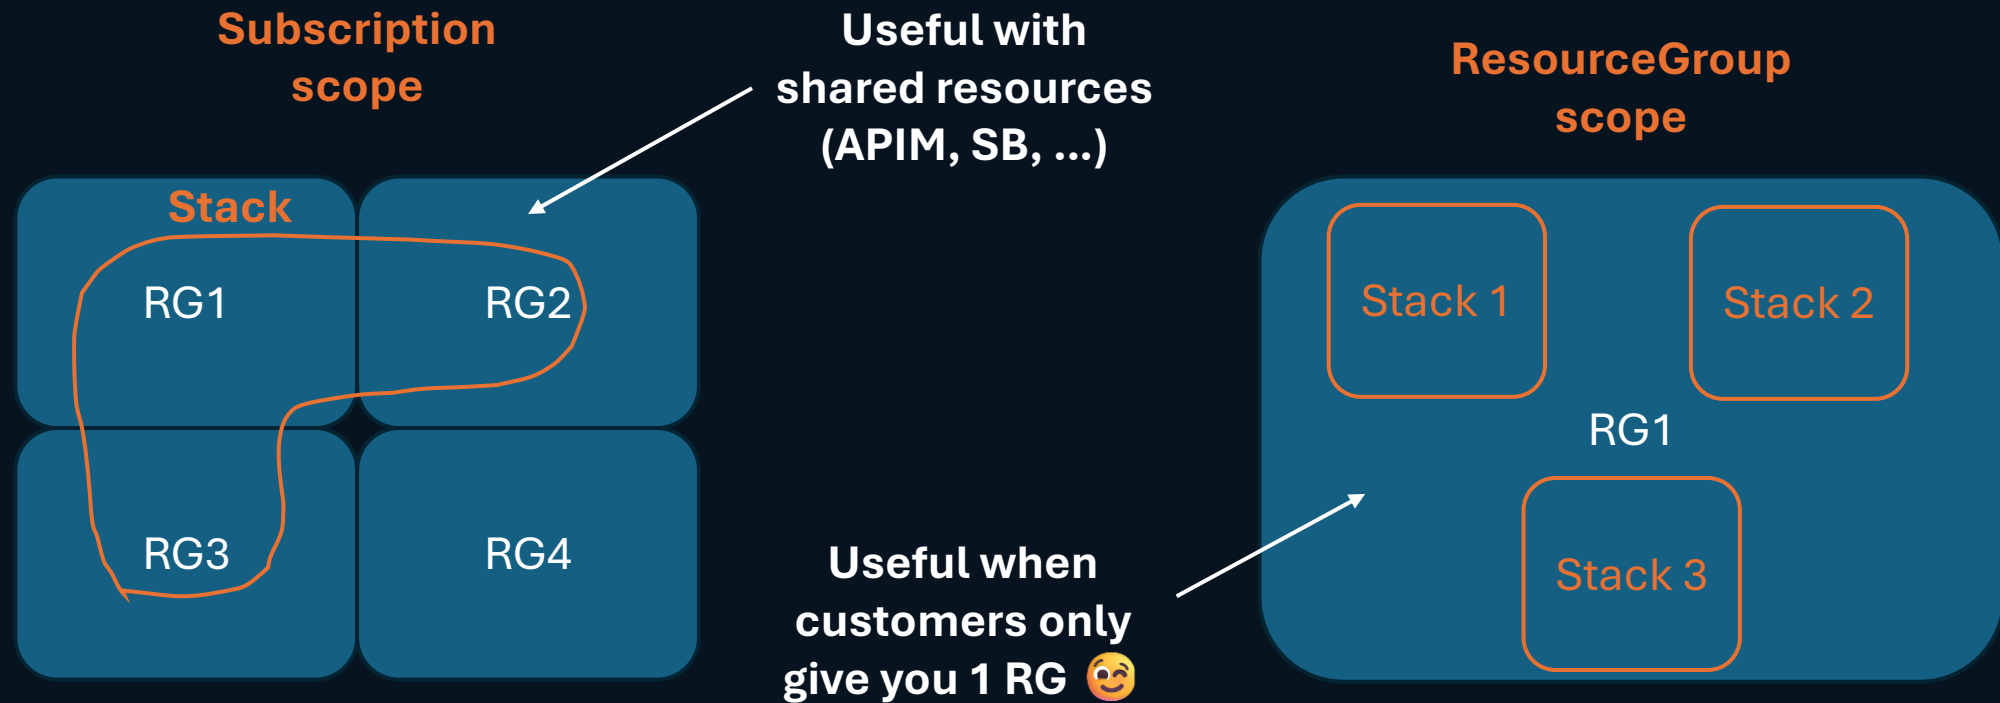 Subscription
scope
Stack
RG1
RG2
RG3
RG4
Useful with
shared resources
(APIM, SB, ...)
Useful when
customers only
give you 1 RG 😉
ResourceGroup
scope
Stack 1
Stack 2
RG1
Stack 3